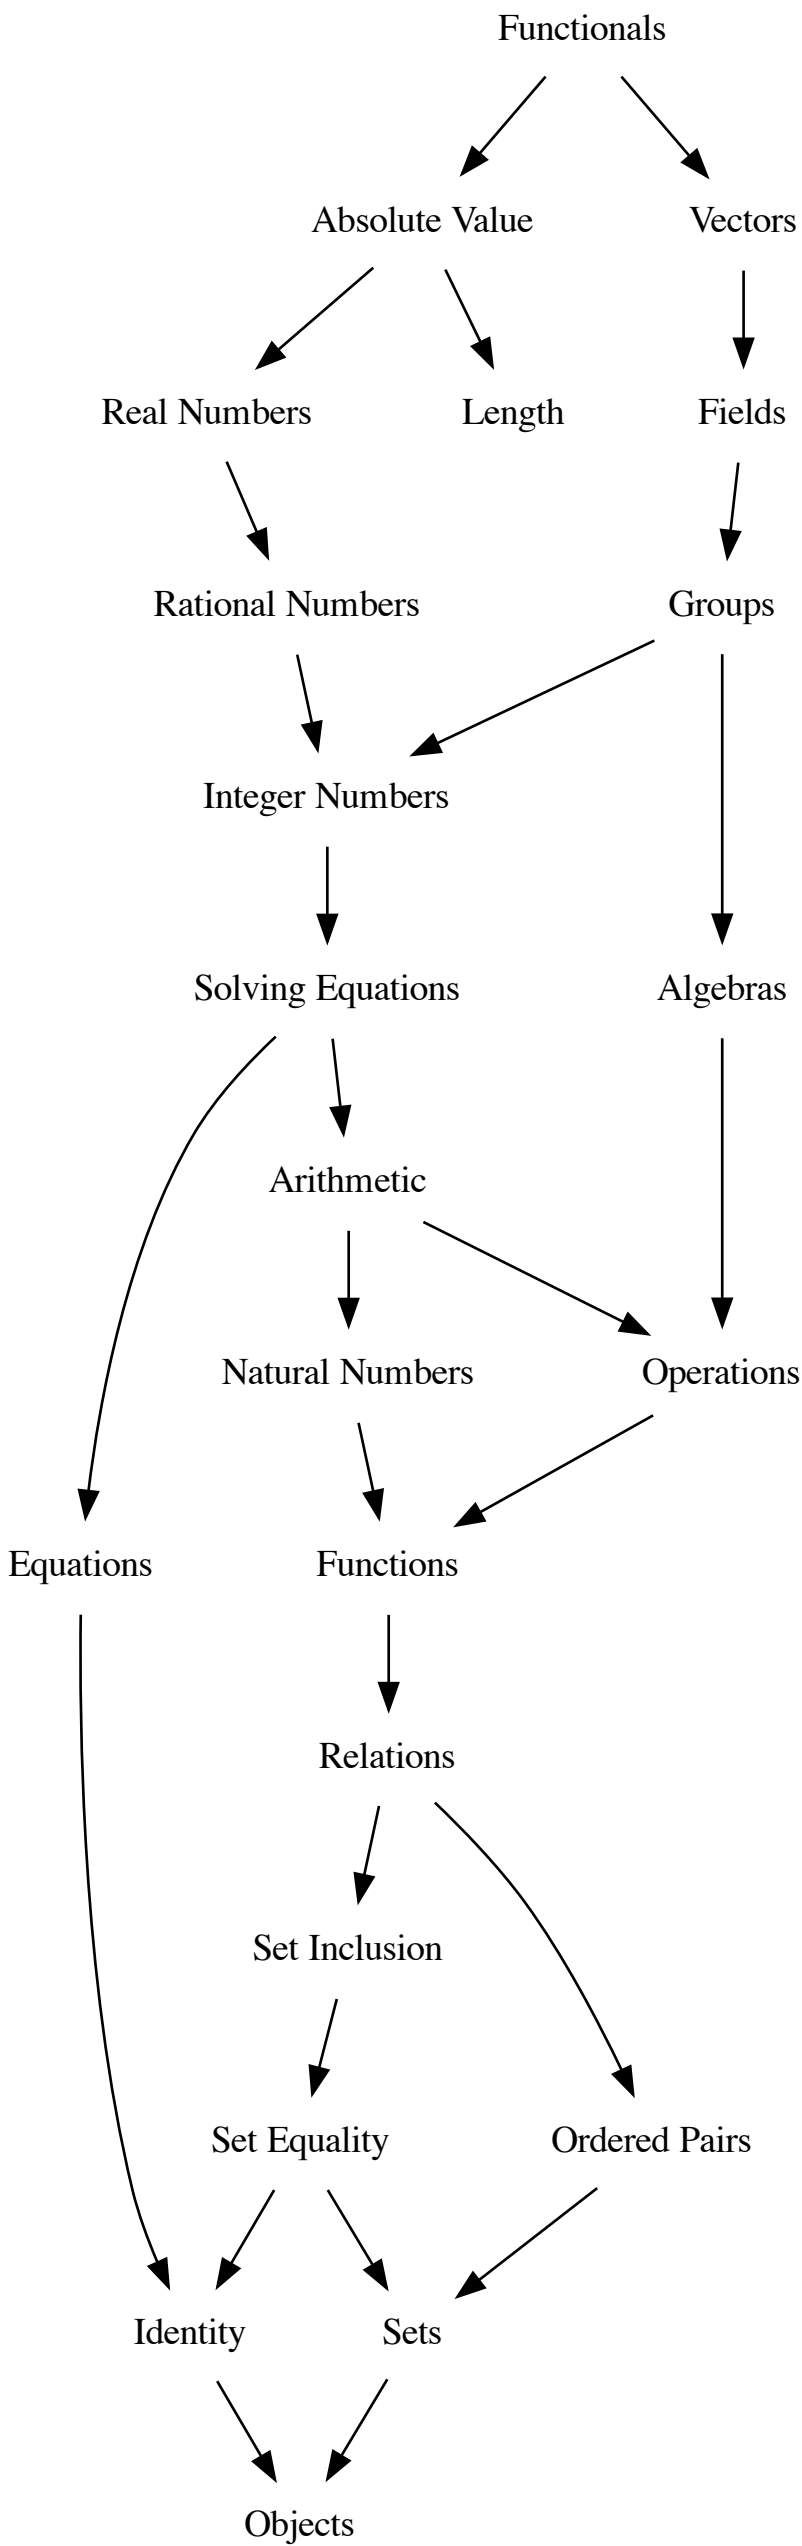 Functionals
Absolute Value
Vectors
Real Numbers
Length
Fields
Rational Numbers
Groups
Integer Numbers
Solving Equations
Algebras
Arithmetic
Natural Numbers
Operations
Equations
Functions
Relations
Set Inclusion
Set Equality
Ordered Pairs
Identity
Sets
Objects